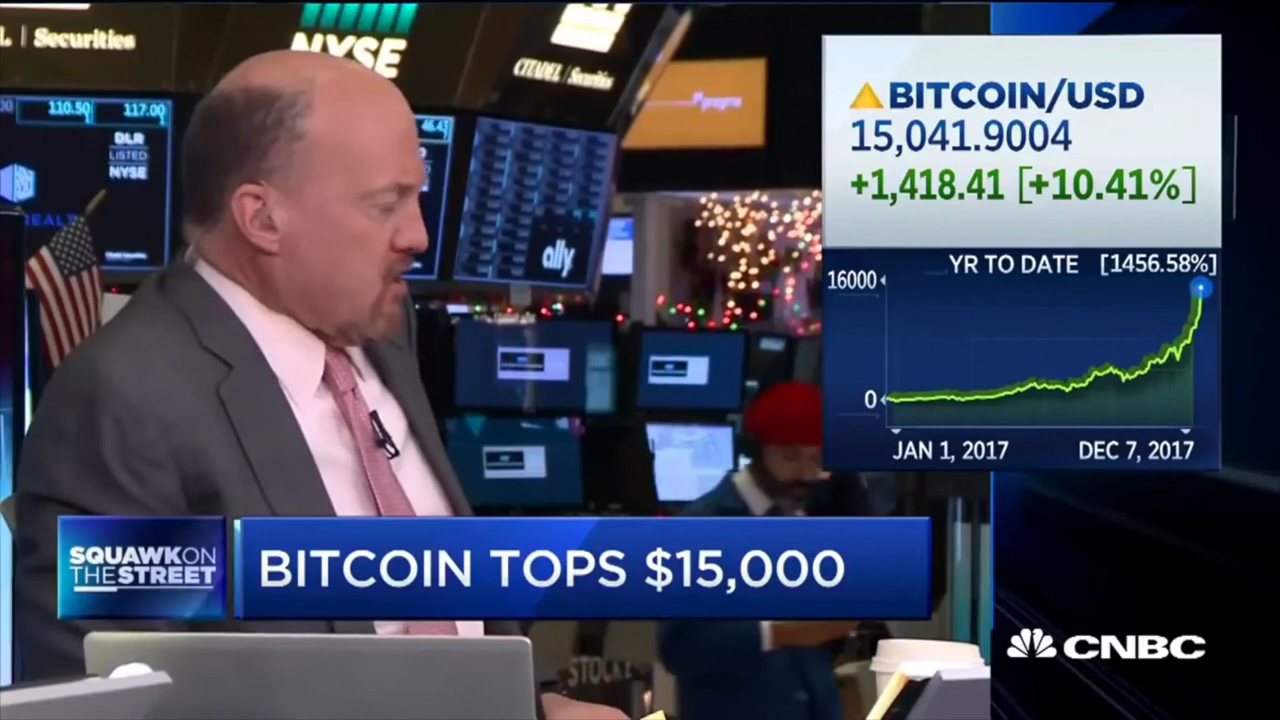 L | Securities
NYSE
CITADEL | Securities
110.50
117.00
DLR
LISTED
NYSE
46.41
ally
BITCOIN/USD
15,041.9004
+1,418.41 [+10.41%]
YR TO DATE [1456.58%]
16000
0
JAN 1, 2017
DEC 7, 2017
SQUAWK ON
THE STREET
BITCOIN TOPS $15,000
CNBC